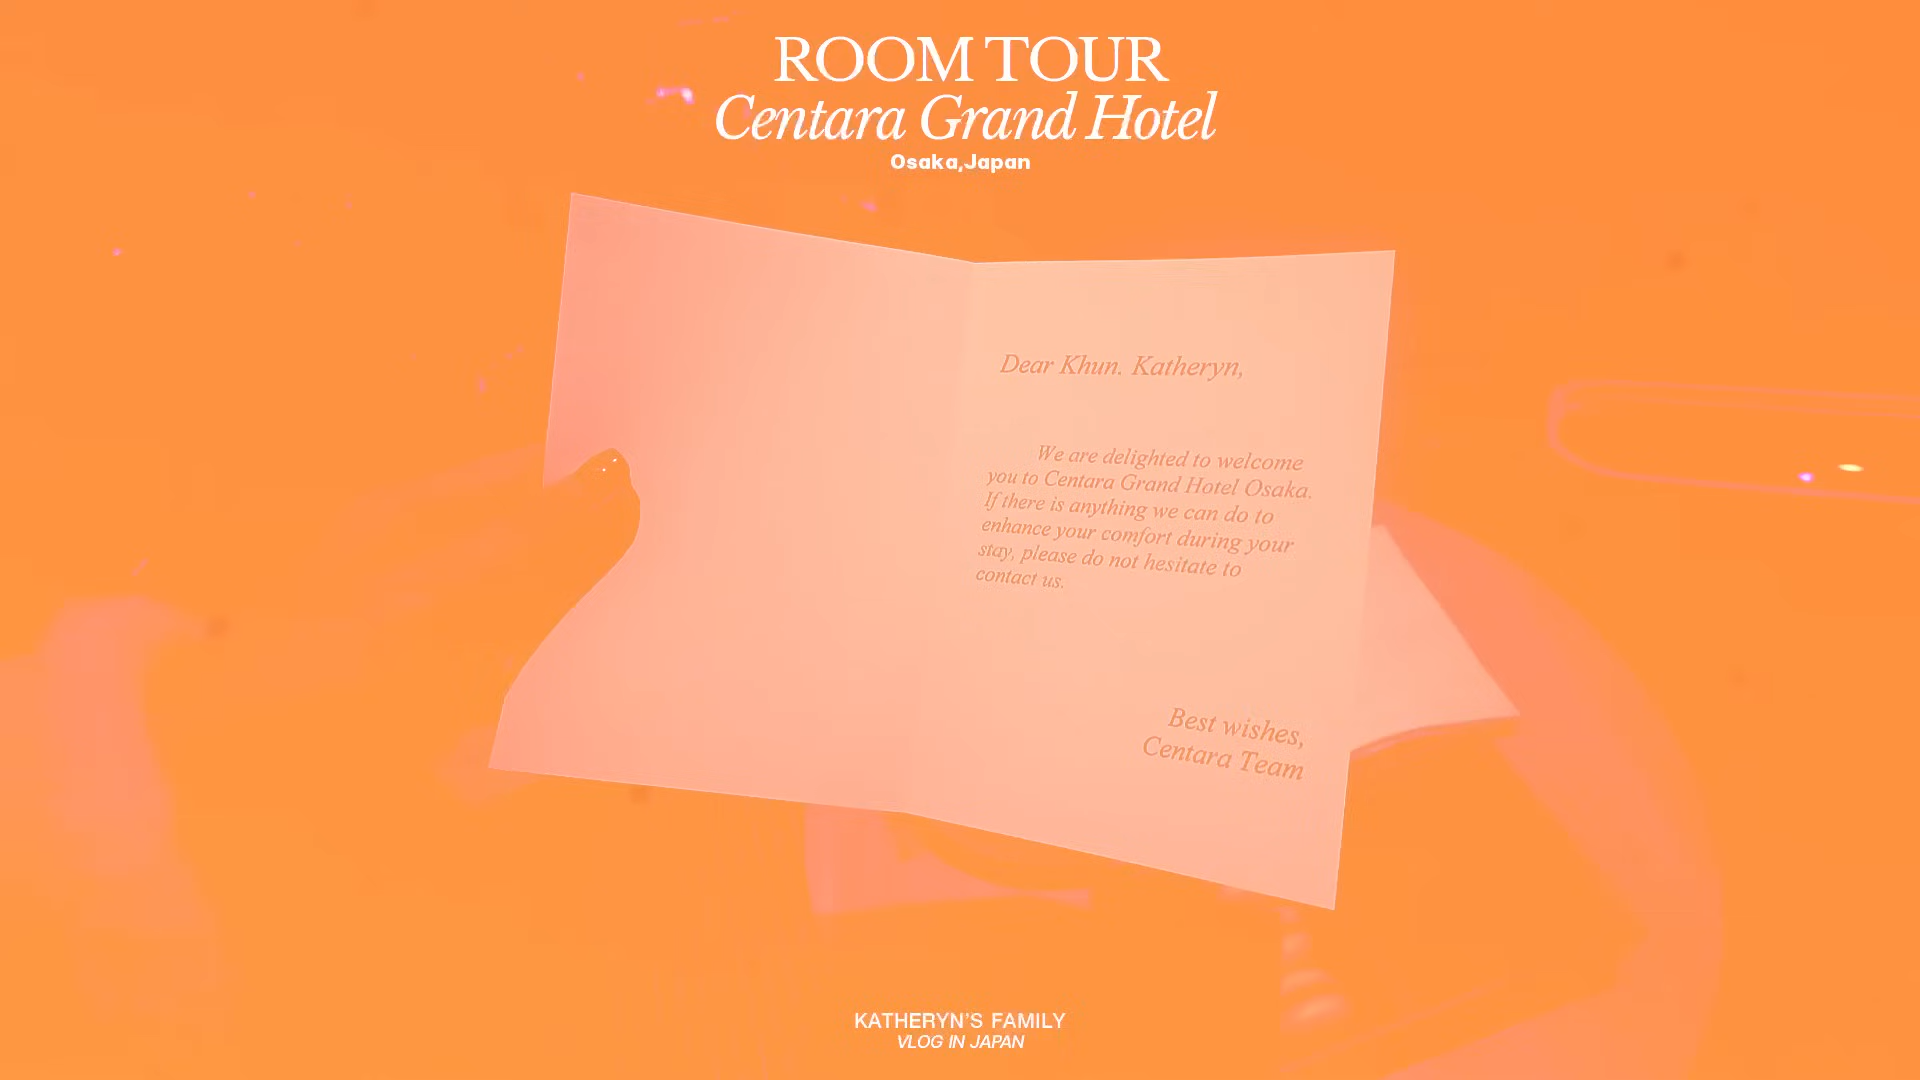 ROOM TOUR
Centara Grand Hotel
Osaka,Japan
Dear Khun. Katheryn,
We are delighted to welcome
you to Centara Grand Hotel Osaka.
If there is anything we can do to
enhance your comfort during your
stay, please do not hesitate to
contact us.
Best wishes,
Centara Team
KATHERYN'S FAMILY
VLOG IN JAPAN